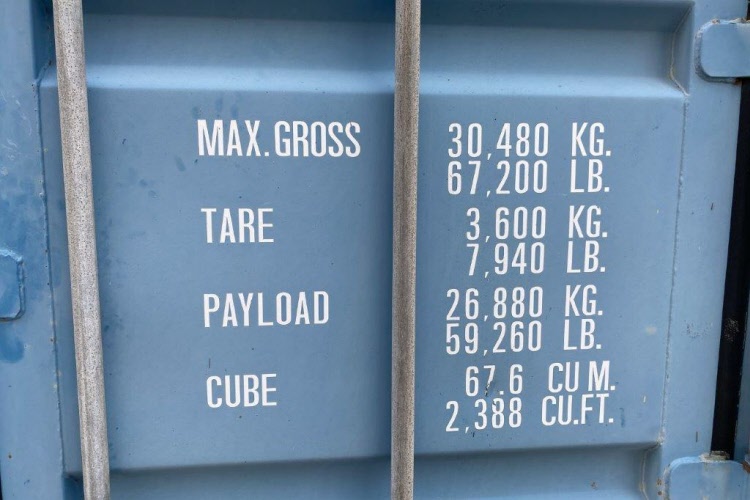 MAX. GROSS 30,480 KG.
67,200 LB.
TARE 3,600 KG.
7,940 LB.
PAYLOAD 26,880 KG.
59,260 LB.
CUBE 67.6 CU M.
2,388 CU.FT.